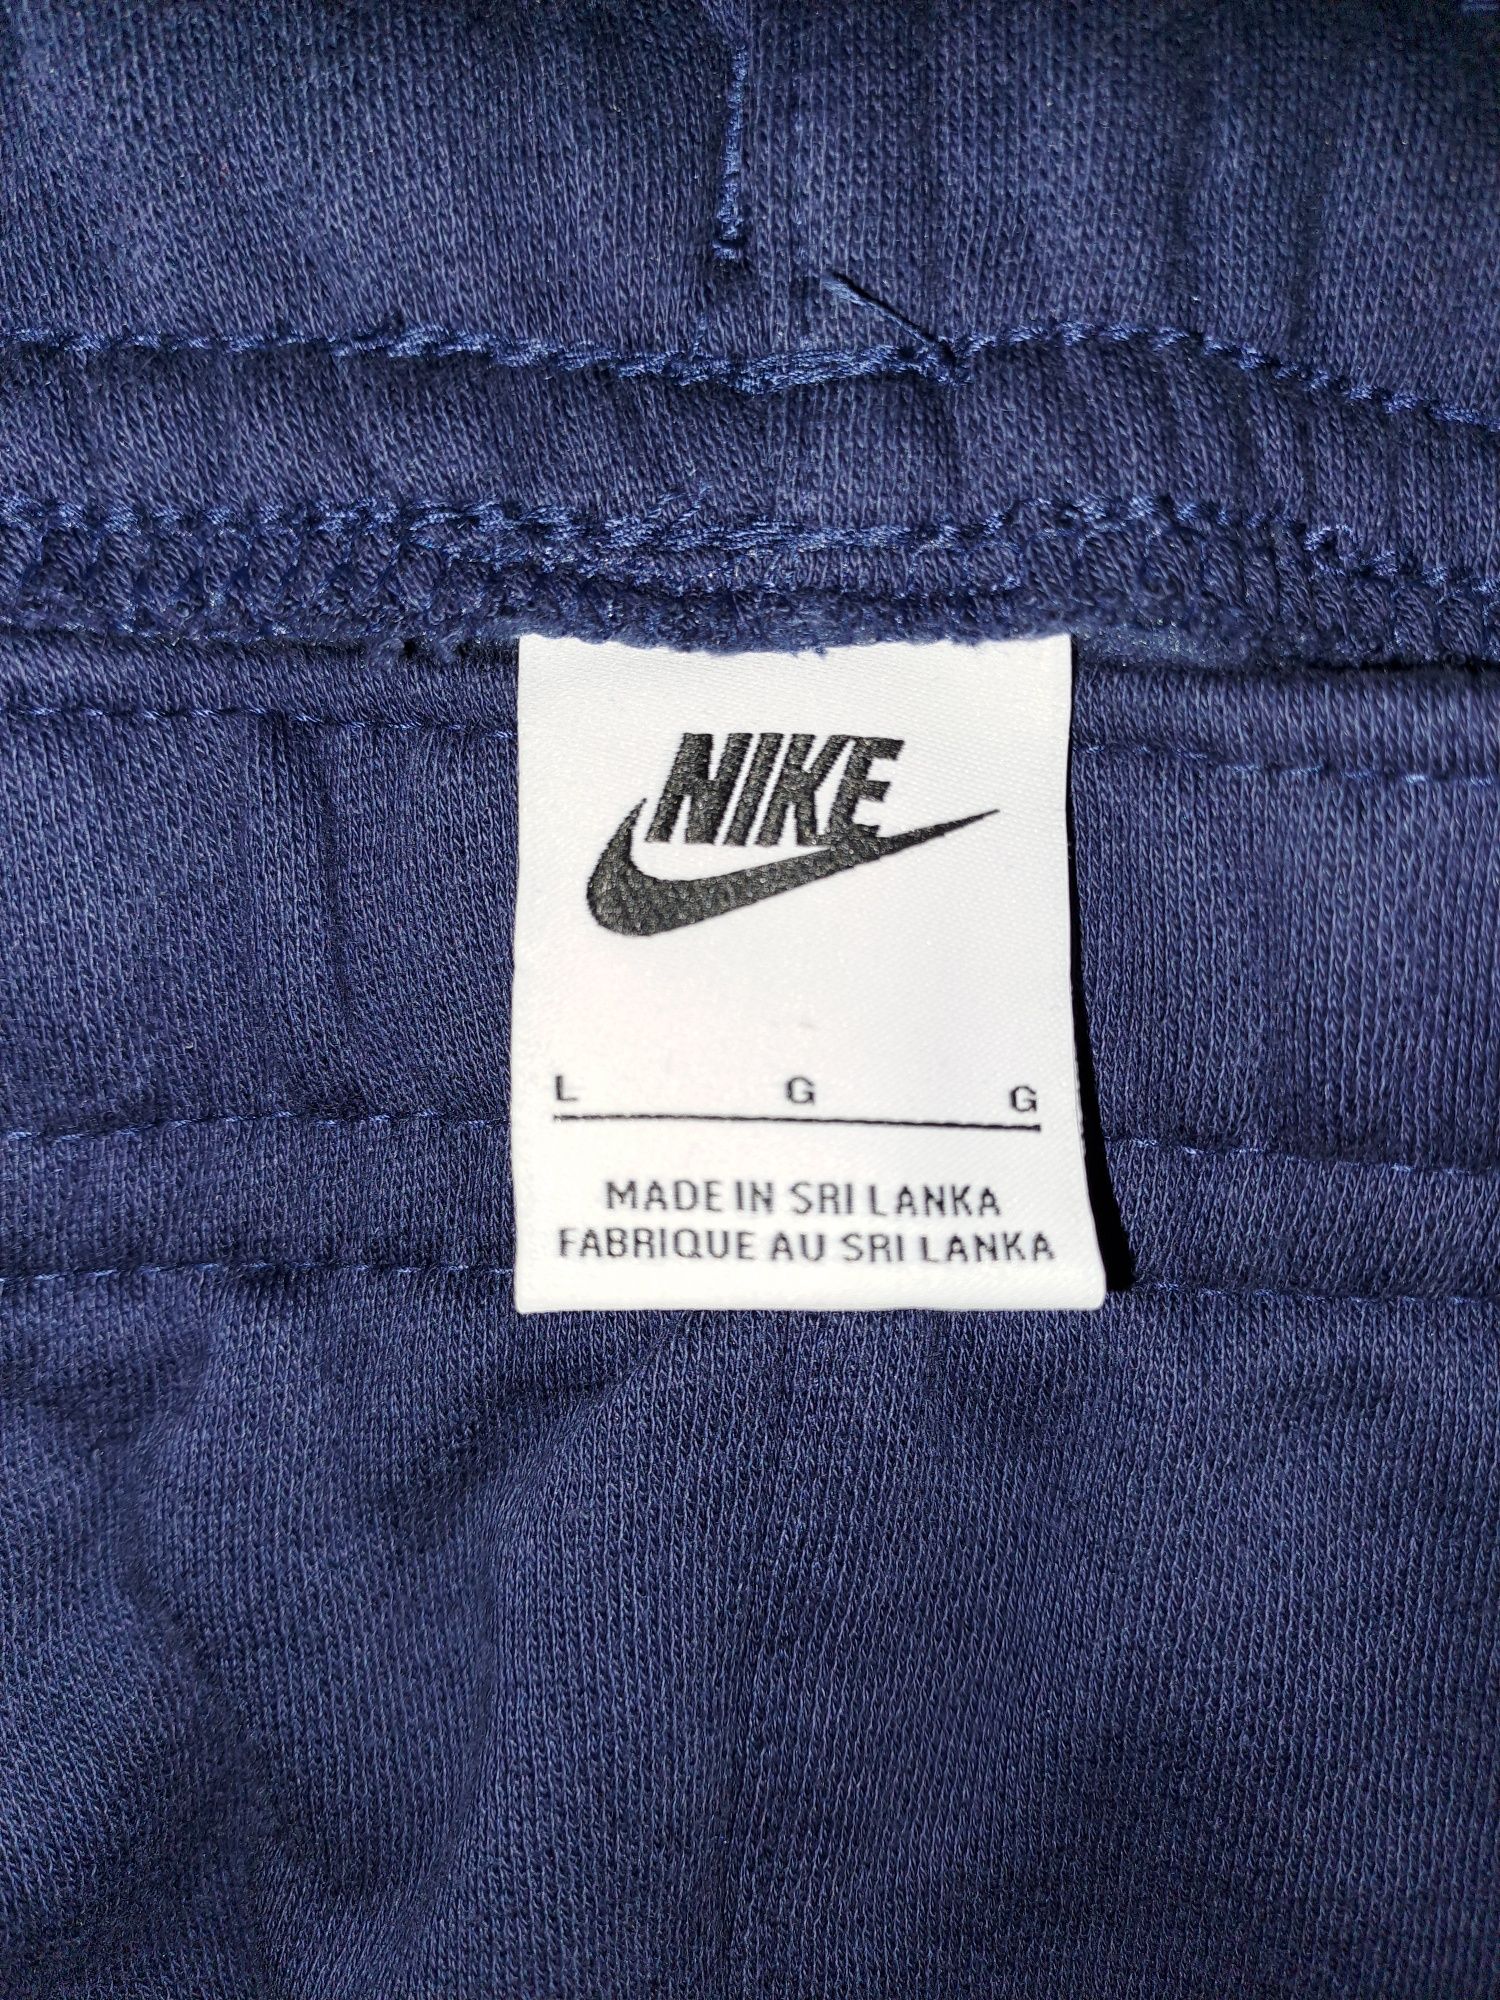 NIKE
L G G
MADE IN SRI LANKA
FABRIQUE AU SRI LANKA